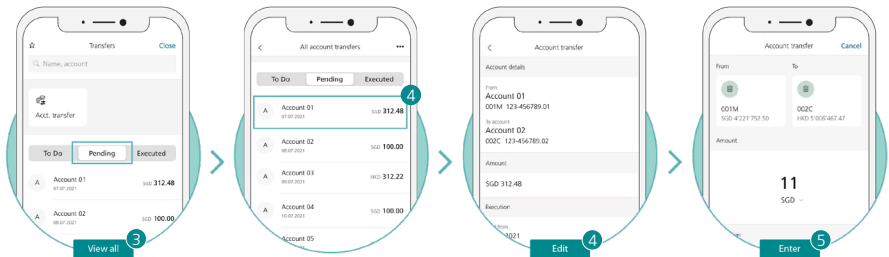 Transfers
Close
Name, account
Acct. transfer
To Do Pending Executed
Account 01
07.07.2021
SGD 312.48
Account 02
08.07.2021
SGD 100.00
View all
3
All account transfers
To Do Pending Executed
4
A
Account 01
07.07.2021
SGD 312.48
A
Account 02
08.07.2021
SGD 100.00
A
Account 03
09.07.2021
HKD 312.22
A
Account 04
10.07.2021
SGD 100.00
Account 05
Account transfer
Account details
From
Account 01
001M 123-456789.01
To account
Account 02
002C 123-456789.02
Amount
SGD 312.48
Execution
2021
Edit
4
Account transfer
Cancel
From
To
001M
SGD 4'221'752.50
002C
HKD 5'008'467.47
Amount
11
SGD
Enter
5